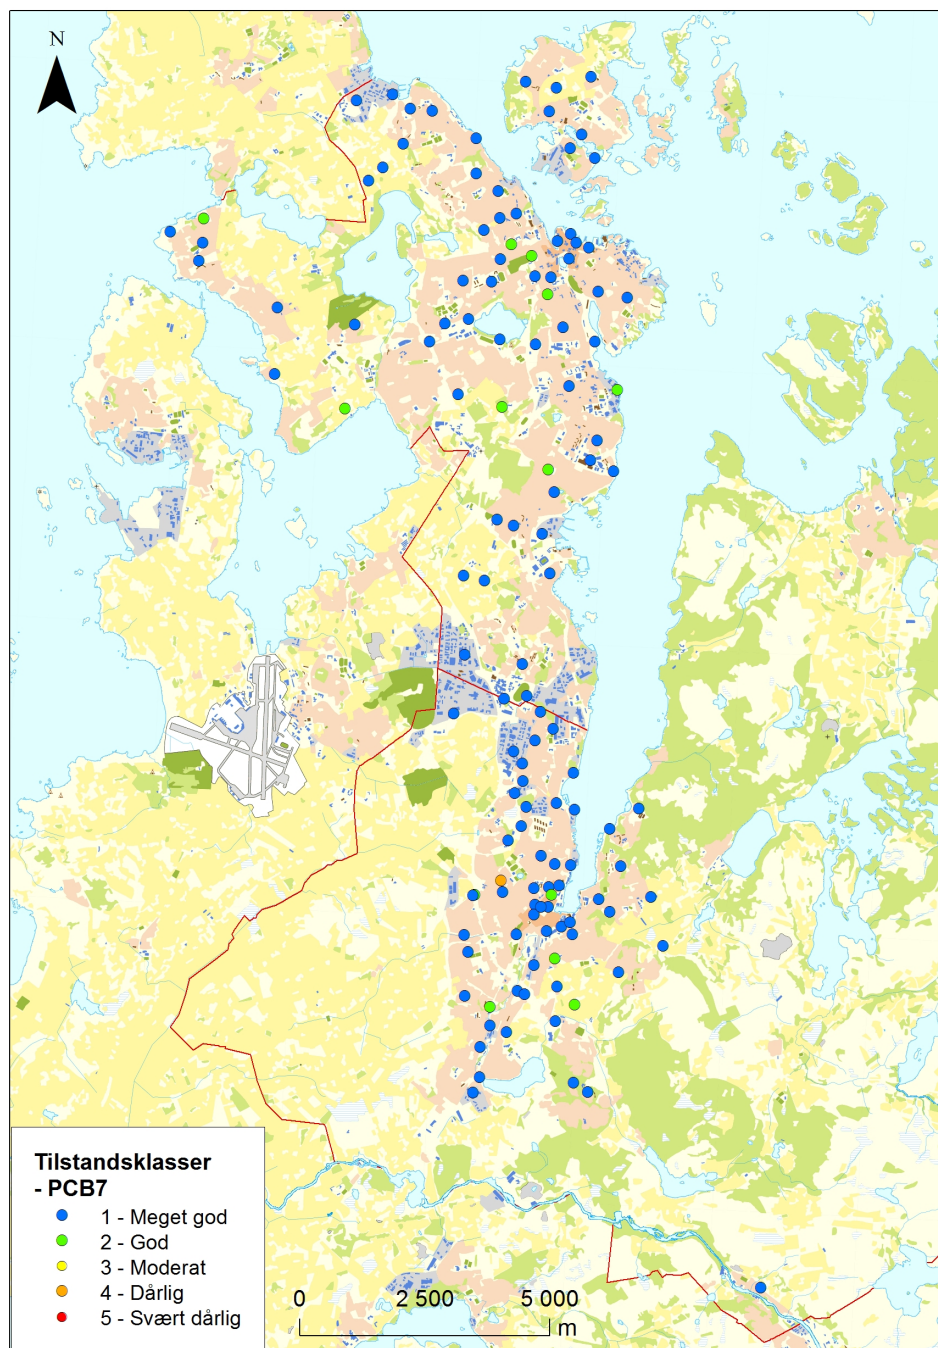 N
Tilstandsklasser
- PCB7
1 - Meget god
2 - God
3 - Moderat
4 - Dårlig
5 - Svært dårlig
0 2 500 5 000
m